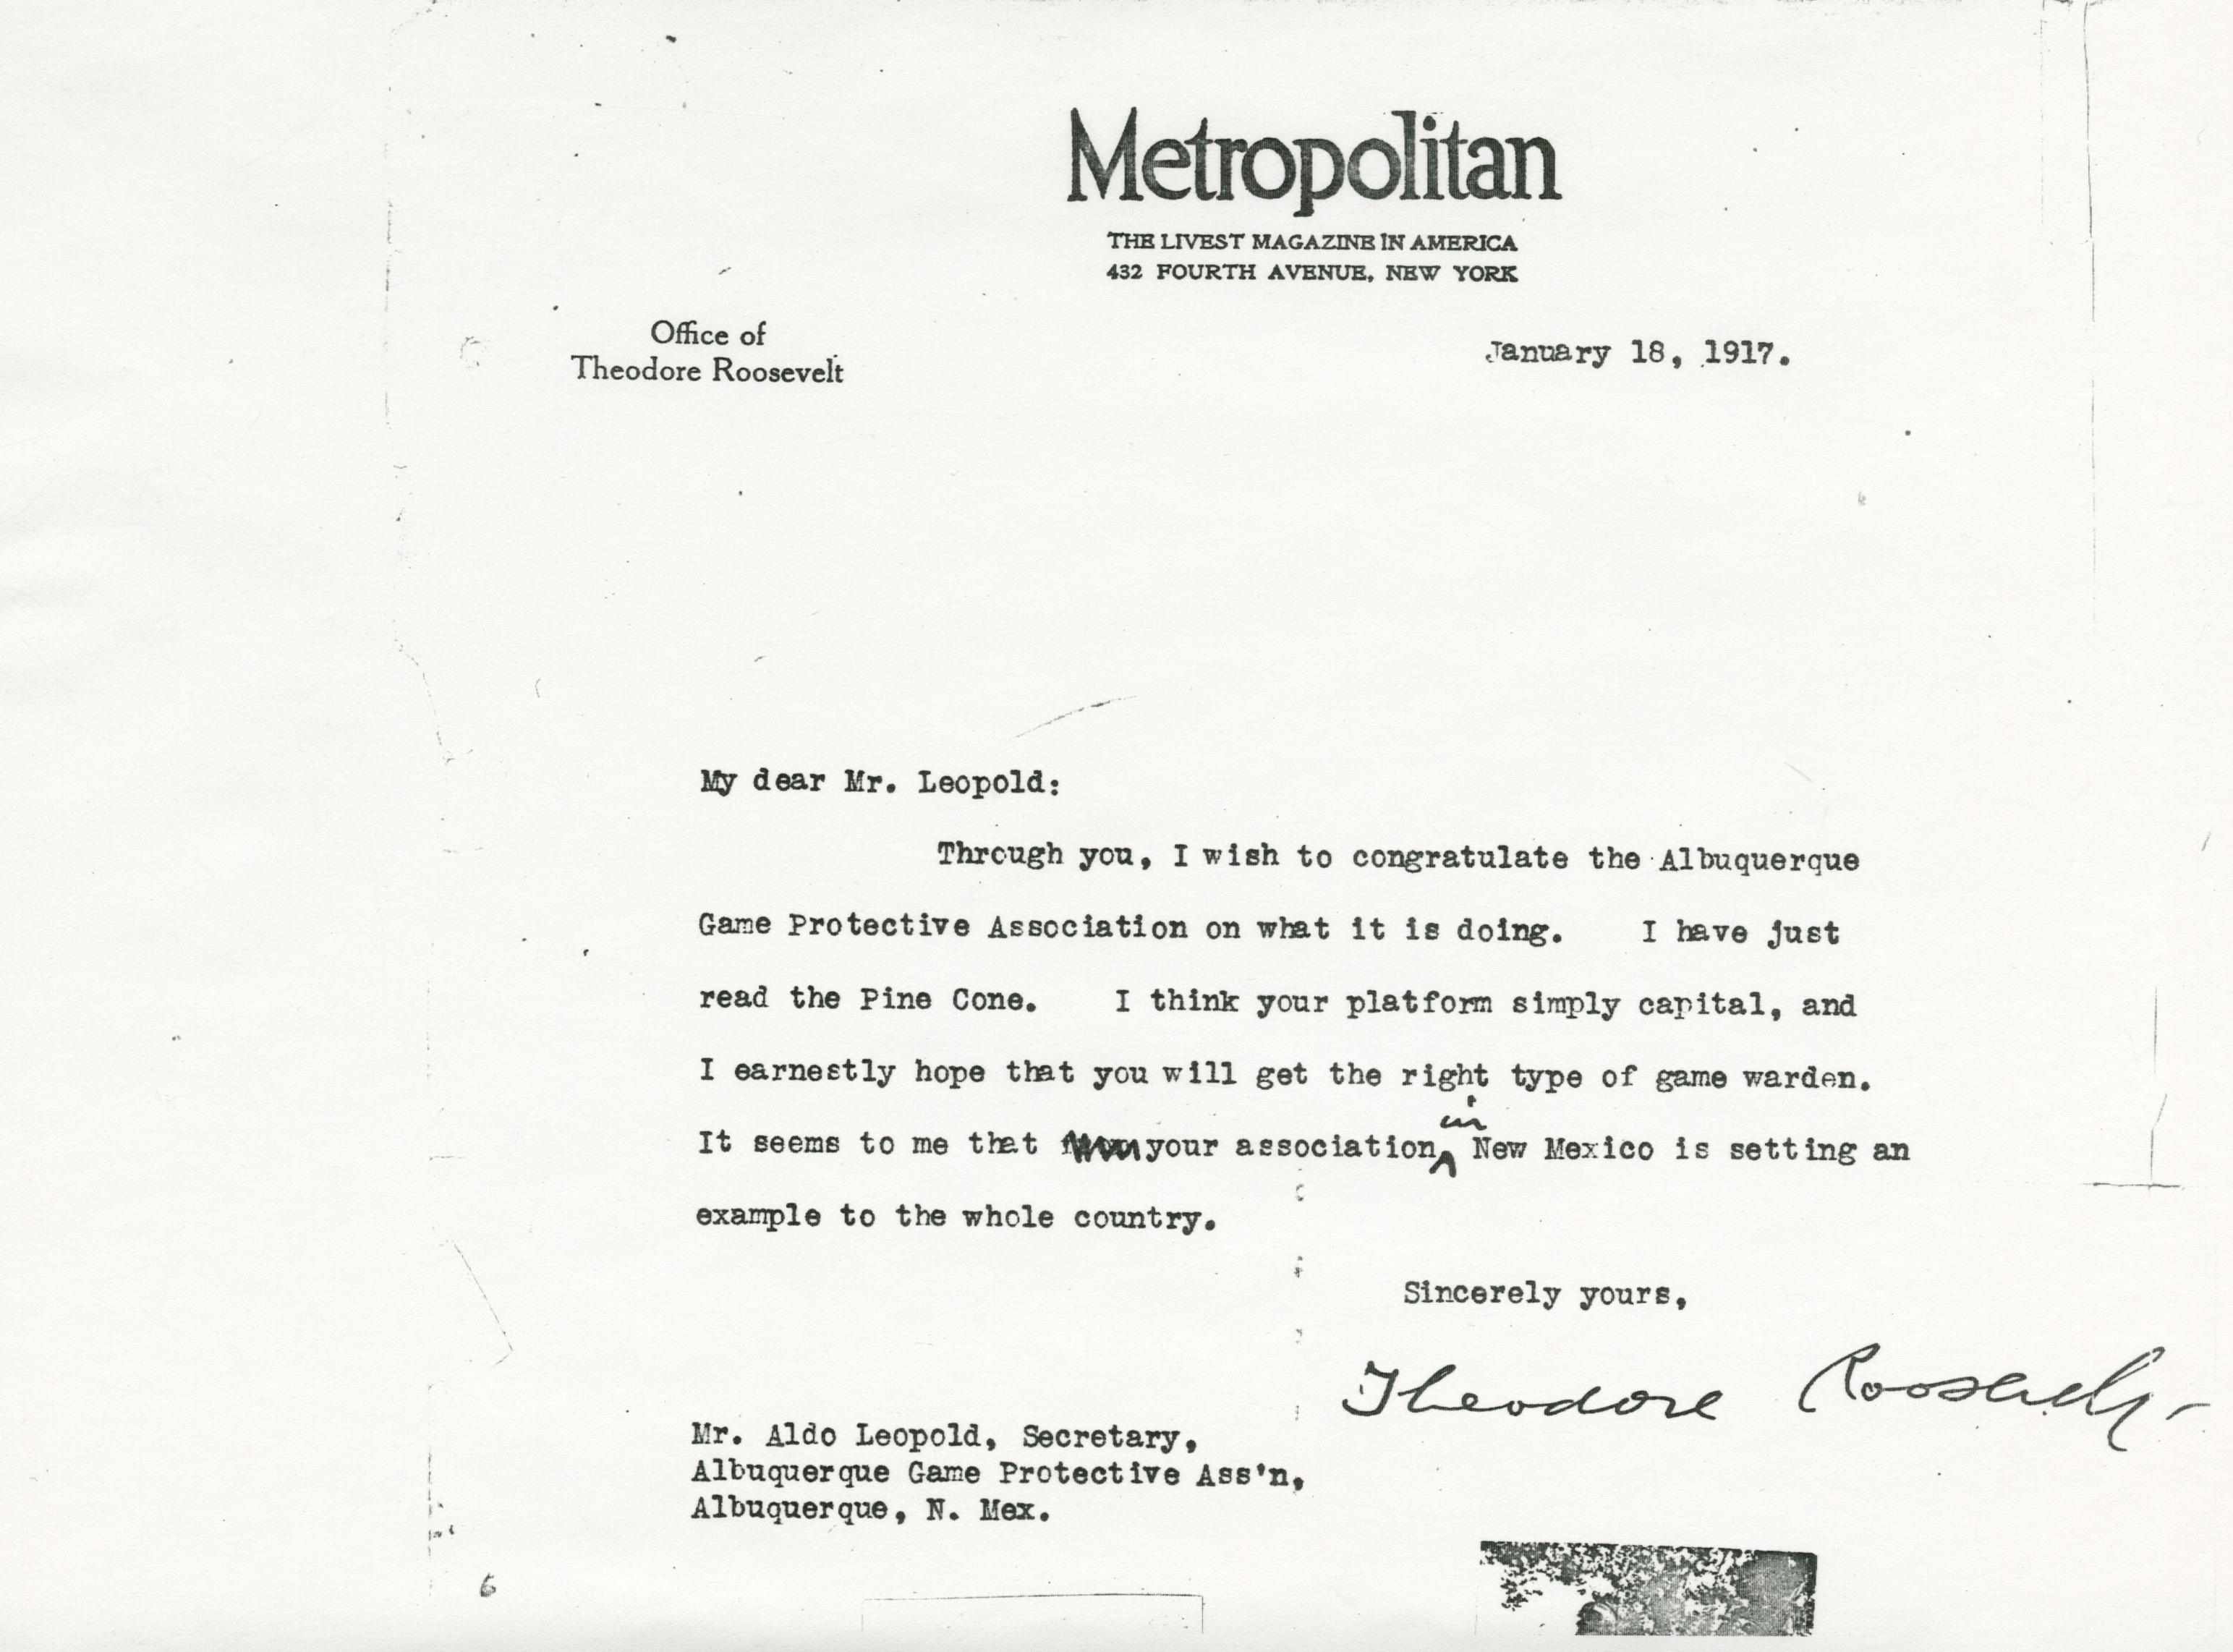 Metropolitan
THE LIVEST MAGAZINE IN AMERICA
432 FOURTH AVENUE, NEW YORK
Office of
Theodore Roosevelt
January 18, 1917.
My dear Mr. Leopold:
Through you, I wish to congratulate the Albuquerque
Game Protective Association on what it is doing. I have just
read the Pine Cone. I think your platform simply capital, and
I earnestly hope that you will get the right type of game warden.
It seems to me that your association in New Mexico is setting an
example to the whole country.
Sincerely yours,
Theodore Roosevelt
Mr. Aldo Leopold, Secretary,
Albuquerque Game Protective Ass'n,
Albuquerque, N. Mex.
6